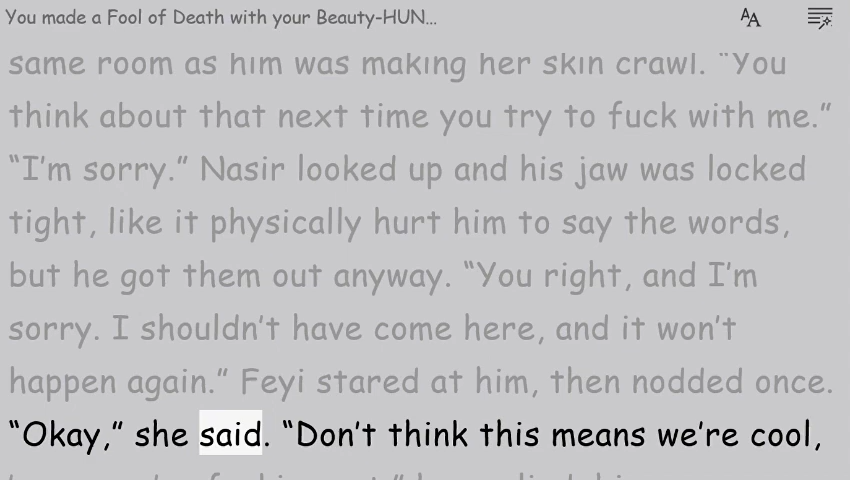 You made a Fool of Death with your Beauty-HUN...
same room as him was making her skin crawl. “You
think about that next time you try to fuck with me.”
“I’m sorry.” Nasir looked up and his jaw was locked
tight, like it physically hurt him to say the words,
but he got them out anyway. “You right, and I’m
sorry. I shouldn’t have come here, and it won’t
happen again.” Feyi stared at him, then nodded once.
“Okay,” she said. “Don’t think this means we’re cool,